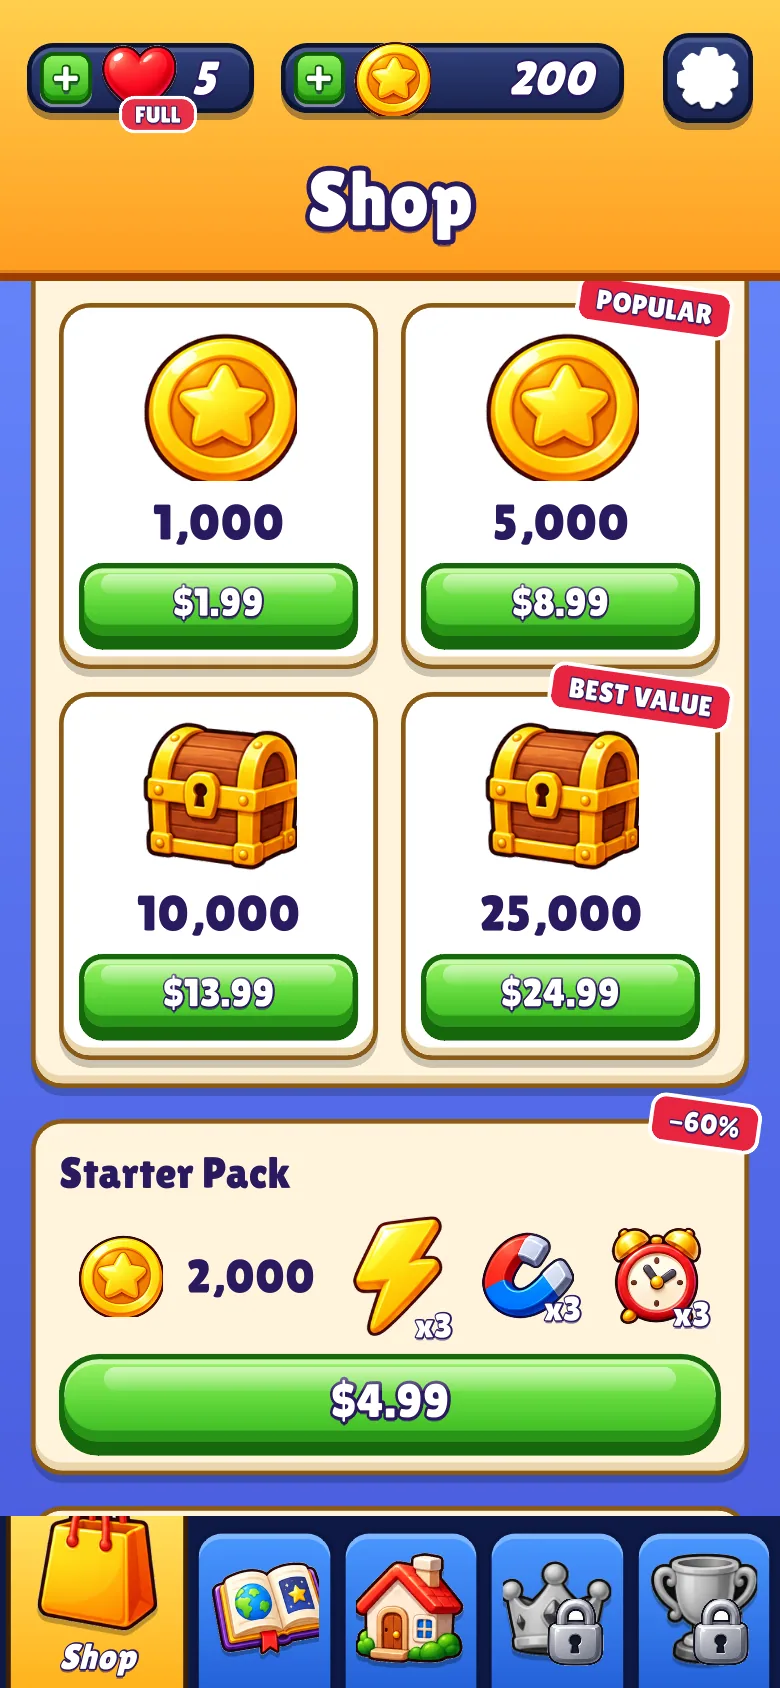 5
FULL
200
Shop
POPULAR
1,000
5,000
$1.99
$8.99
BEST VALUE
10,000
25,000
$13.99
$24.99
-60%
Starter Pack
2,000
x3
x3
x3
$4.99
Shop